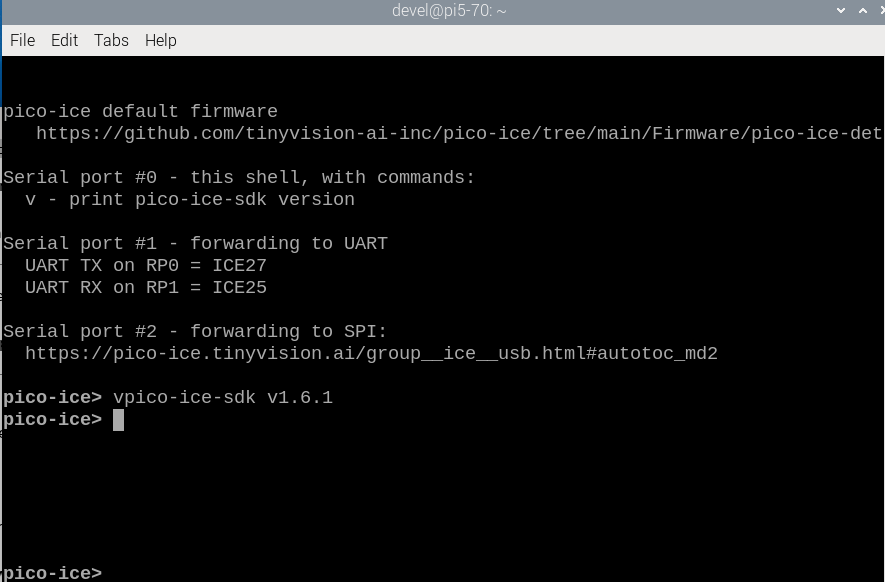 devel@pi5-70: ~
File Edit Tabs Help
pico-ice default firmware
https://github.com/tinyvision-ai-inc/pico-ice/tree/main/Firmware/pico-ice-det
Serial port #0 - this shell, with commands:
v - print pico-ice-sdk version
Serial port #1 - forwarding to UART
UART TX on RP0 = ICE27
UART RX on RP1 = ICE25
Serial port #2 - forwarding to SPI:
https://pico-ice.tinyvision.ai/group__ice__usb.html#autotoc_md2
pico-ice> vpico-ice-sdk v1.6.1
pico-ice>
pico-ice>